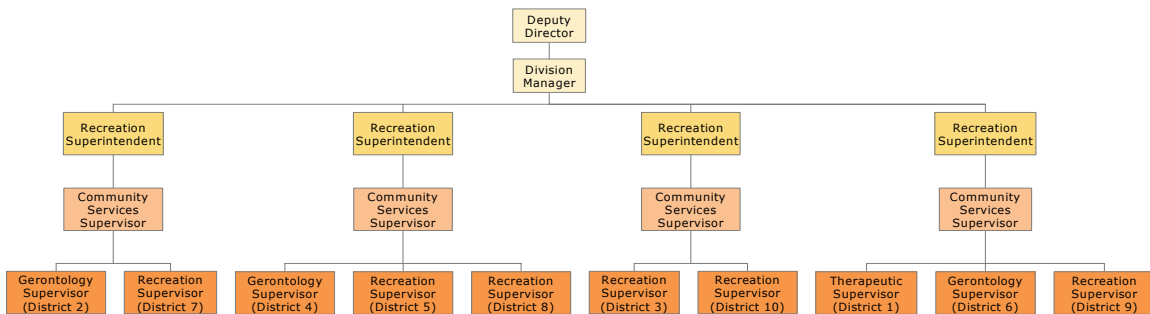 Deputy
Director
Division
Manager
Recreation
Superintendent
Recreation
Superintendent
Recreation
Superintendent
Recreation
Superintendent
Community
Services
Supervisor
Community
Services
Supervisor
Community
Services
Supervisor
Community
Services
Supervisor
Gerontology
Supervisor
(District 2)
Recreation
Supervisor
(District 7)
Gerontology
Supervisor
(District 4)
Recreation
Supervisor
(District 5)
Recreation
Supervisor
(District 8)
Recreation
Supervisor
(District 3)
Recreation
Supervisor
(District 10)
Therapeutic
Supervisor
(District 1)
Gerontology
Supervisor
(District 6)
Recreation
Supervisor
(District 9)